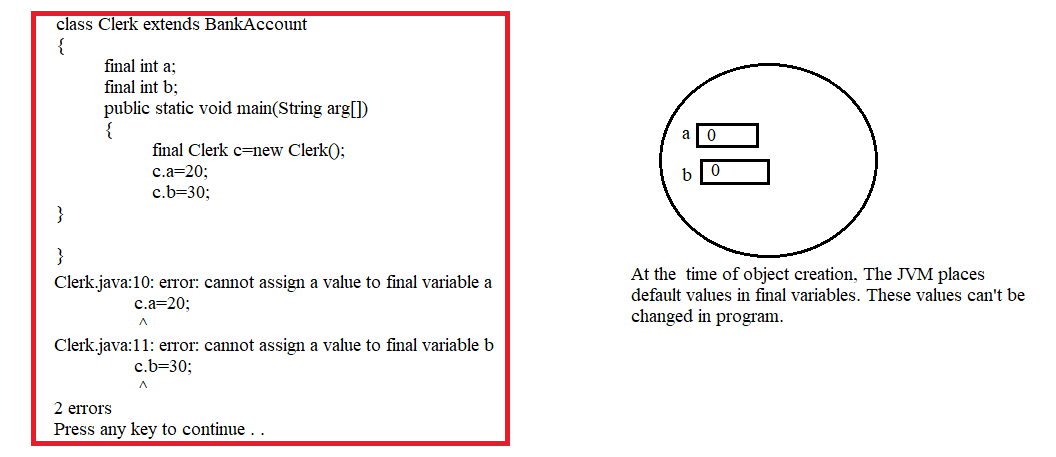 class Clerk extends BankAccount
{
final int a;
final int b;
public static void main(String arg[])
{
final Clerk c=new Clerk();
c.a=20;
c.b=30;
}
}
Clerk.java:10: error: cannot assign a value to final variable a
c.a=20;
^
Clerk.java:11: error: cannot assign a value to final variable b
c.b=30;
^
2 errors
Press any key to continue . .
a 0
b 0
At the time of object creation, The JVM places
default values in final variables. These values can't be
changed in program.